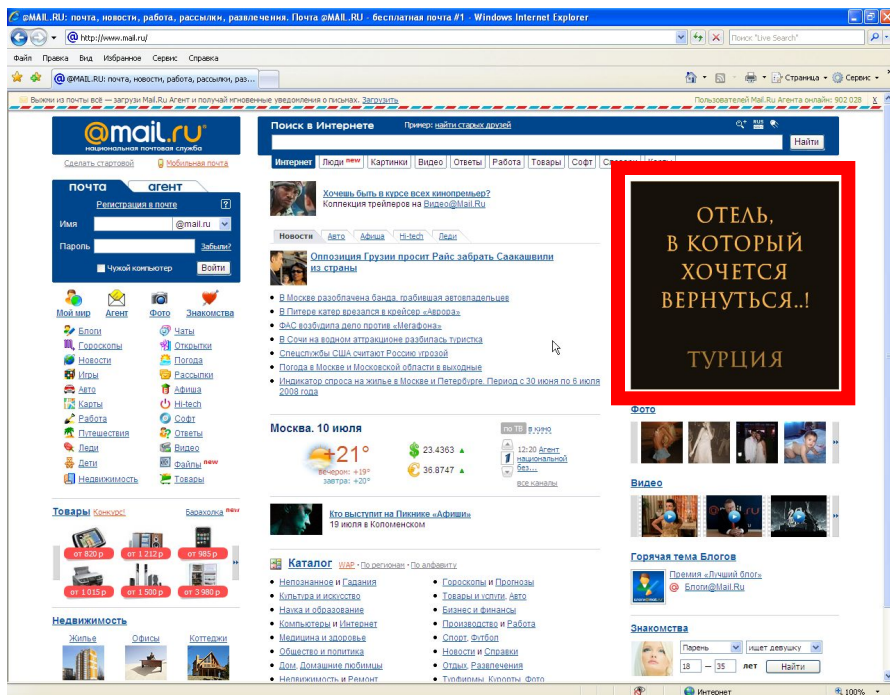 @MAIL.RU: почта, новости, работа, рассылки, развлечения. Почта @MAIL.RU - бесплатная почта #1 - Windows Internet Explorer
http://www.mail.ru/
Поиск "Live Search"
Файл Правка Вид Избранное Сервис Справка
@MAIL.RU: почта, новости, работа, рассылки, раз...
Страница Сервис
Выжми из почты всё — загрузи Mail.Ru Агент и получай мгновенные уведомления о письмах. Загрузить
Пользователей Mail.Ru Агента онлайн: 902 028 X
@mail.ru
национальная почтовая служба
Сделать стартовой Мобильная почта
почта агент
Регистрация в почте ?
Имя @mail.ru
Пароль Забыли?
Чужой компьютер Войти
Мой мир Агент Фото Знакомства
Блоги Чаты
Гороскопы Открытки
Новости Погода
Игры Рассылки
Авто Афиша
Карты Hi-tech
Работа Софт
Путешествия Ответы
Леди Видео
Дети Файлы new
Недвижимость Товары
Товары Конкурс! Барахолка new
от 820 р от 1 212 р от 985 р
от 1 015 р от 1 500 р от 3 980 р
Недвижимость
Жилье Офисы Коттеджи
Поиск в Интернете Пример: найти старых друзей
RUS
Найти
Интернет Люди new Картинки Видео Ответы Работа Товары Софт
Хочешь быть в курсе всех кинопремьер?
Коллекция трейлеров на Видео@Mail.Ru
Новости Авто Афиша Hi-tech Леди
Оппозиция Грузии просит Райс забрать Саакашвили
из страны
В Москве разоблачена банда, грабившая автовладельцев
В Питере катер врезался в крейсер «Аврора»
ФАС возбудила дело против «Мегафона»
В Сочи на водном аттракционе разбилась туристка
Спецслужбы США считают Россию угрозой
Погода в Москве и Московской области в выходные
Индикатор спроса на жилье в Москве и Петербурге. Период с 30 июня по 6 июля
2008 года
Москва. 10 июля
+21°
вечером: +19°
завтра: +20°
$ 23.4363
€ 36.8747
по ТВ в кино
1
12:20 Агент
национальной
без...
все каналы
Кто выступит на Пикнике «Афиши»
19 июля в Коломенском
Каталог WAP · По регионам · По алфавиту
Непознанное и Гадания
Культура и искусство
Наука и образование
Компьютеры и Интернет
Медицина и здоровье
Общество и политика
Дом, Домашние любимцы
Недвижимость и Ремонт
Гороскопы и Прогнозы
Товары и услуги, Авто
Бизнес и финансы
Производство и Работа
Спорт, Футбол
Новости и Справки
Отдых, Развлечения
Турфирмы, Курорты, Фото
ОТЕЛЬ,
В КОТОРЫЙ
ХОЧЕТСЯ
ВЕРНУТЬСЯ..!
ТУРЦИЯ
Фото
Видео
Горячая тема Блогов
Премия «Лучший блог»
@ Блоги@Mail.Ru
Знакомства
Парень ищет девушку
18 — 35 лет Найти
Интернет 100%